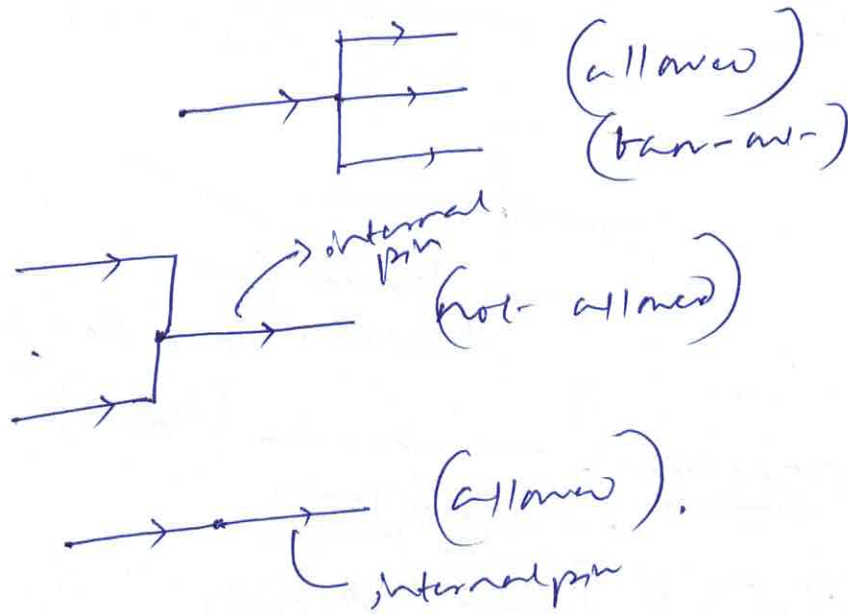 (allowed)
(fan-out-)
internal
pin
(not- allowed)
(allowed).
internal pin